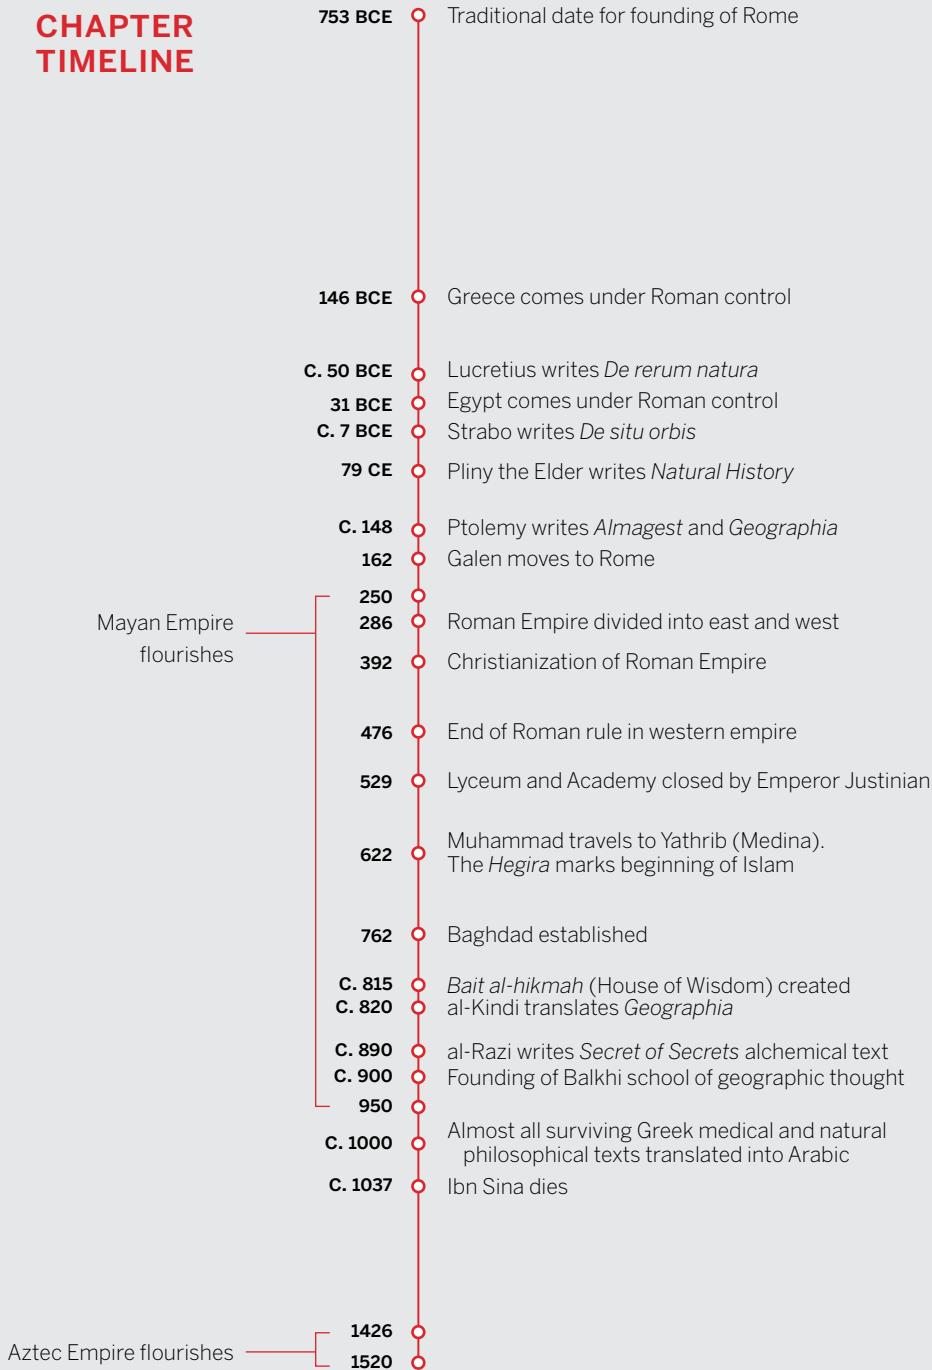 CHAPTER
TIMELINE
753 BCE Traditional date for founding of Rome
146 BCE Greece comes under Roman control
C. 50 BCE Lucretius writes De rerum natura
31 BCE Egypt comes under Roman control
C. 7 BCE Strabo writes De situ orbis
79 CE Pliny the Elder writes Natural History
C. 148 Ptolemy writes Almagest and Geographia
162 Galen moves to Rome
250
Mayan Empire
flourishes
286 Roman Empire divided into east and west
392 Christianization of Roman Empire
476 End of Roman rule in western empire
529 Lyceum and Academy closed by Emperor Justinian
622 Muhammad travels to Yathrib (Medina).
The Hegira marks beginning of Islam
762 Baghdad established
C. 815 Bait al-hikmah (House of Wisdom) created
C. 820 al-Kindi translates Geographia
C. 890 al-Razi writes Secret of Secrets alchemical text
C. 900 Founding of Balkhi school of geographic thought
950
C. 1000 Almost all surviving Greek medical and natural
philosophical texts translated into Arabic
C. 1037 Ibn Sina dies
1426
Aztec Empire flourishes
1520